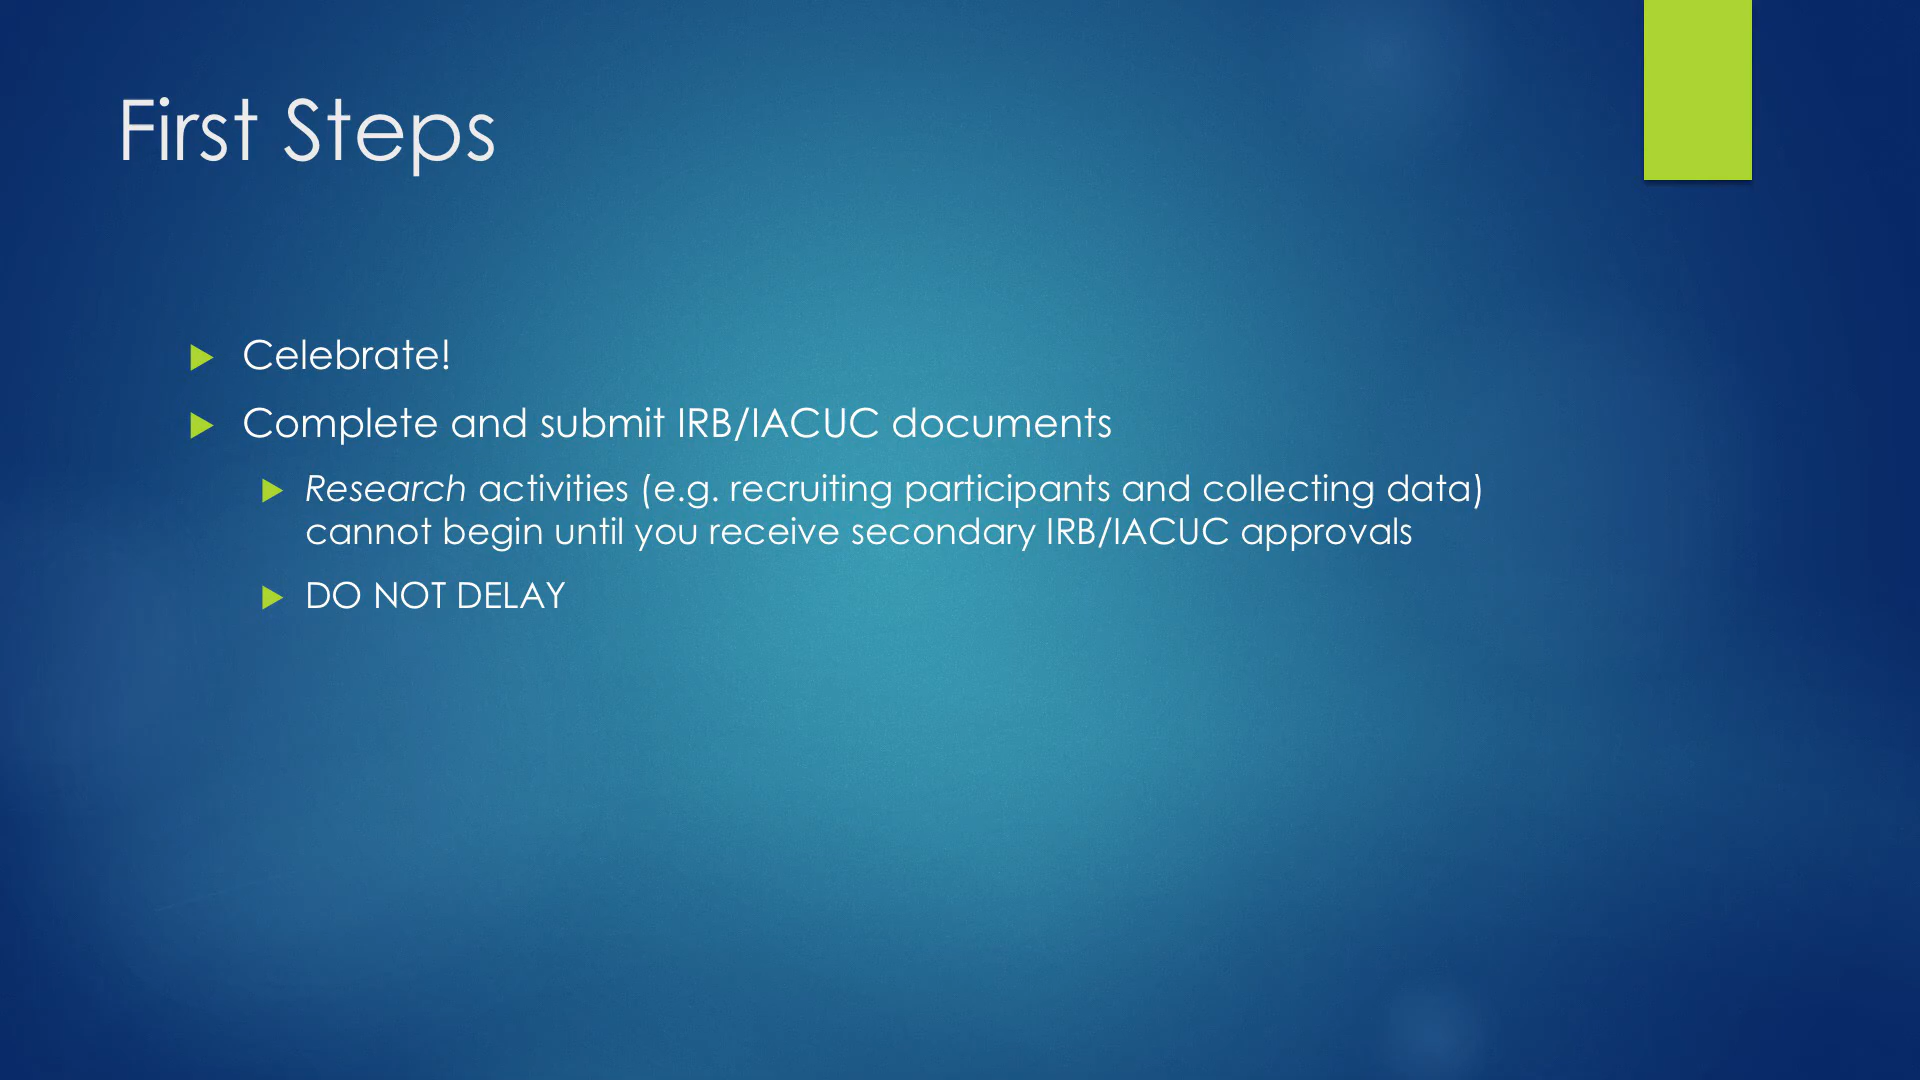 First Steps
Celebrate!
Complete and submit IRB/IACUC documents
Research activities (e.g. recruiting participants and collecting data)
cannot begin until you receive secondary IRB/IACUC approvals
DO NOT DELAY